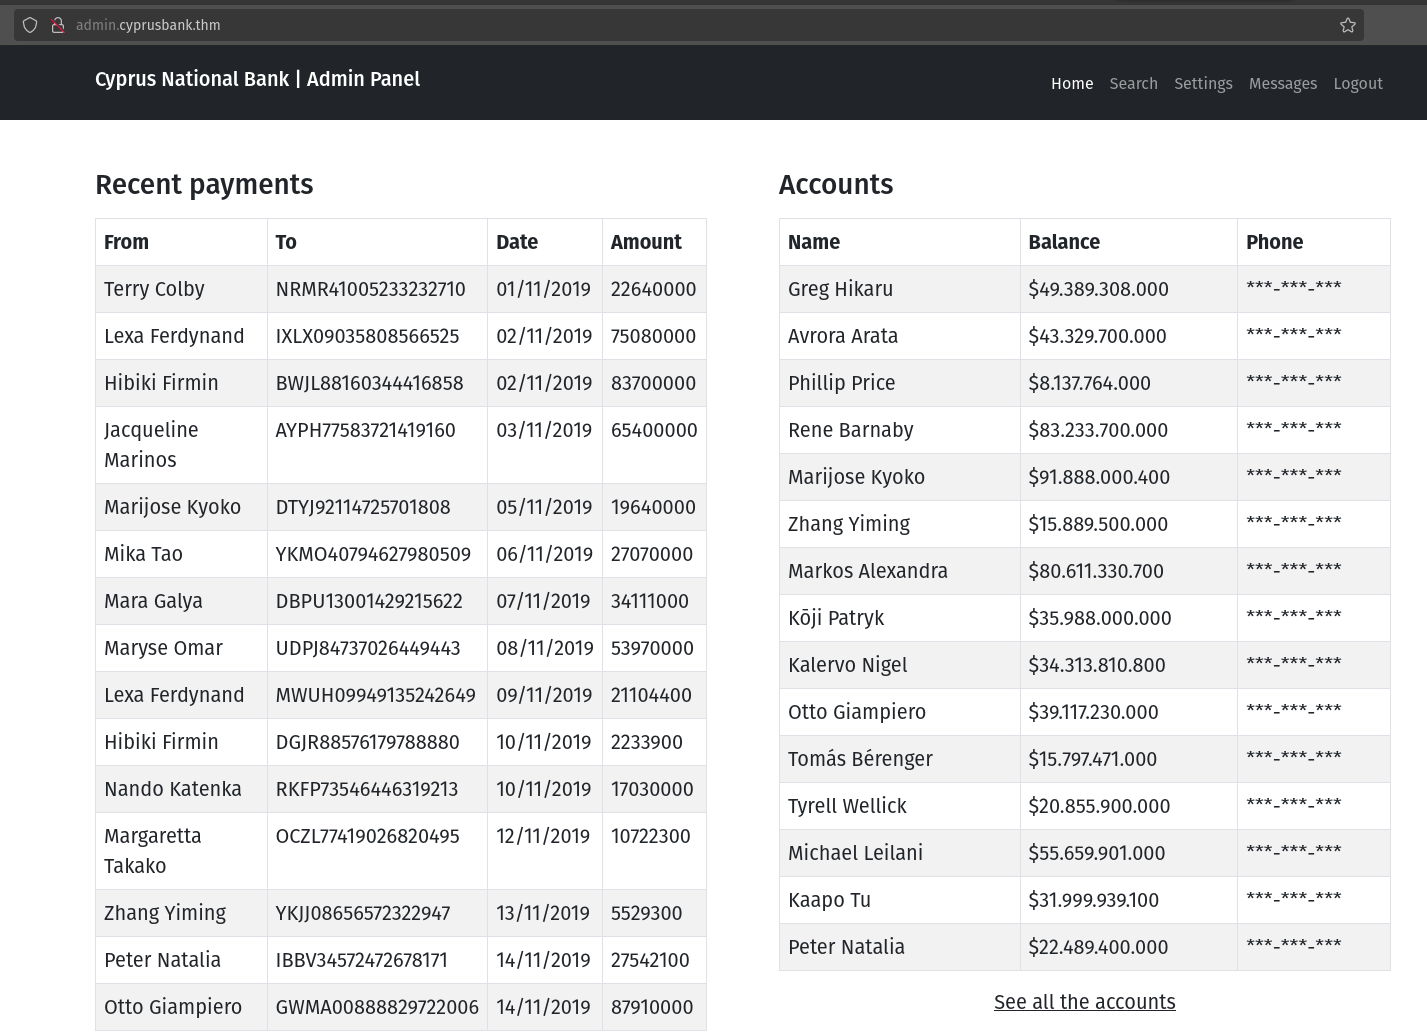 admin.cyprusbank.thm
Cyprus National Bank | Admin Panel
Home Search Settings Messages Logout
Recent payments
From To Date Amount
Terry Colby NRMR41005233232710 01/11/2019 22640000
Lexa Ferdynand IXLX09035808566525 02/11/2019 75080000
Hibiki Firmin BWJL88160344416858 02/11/2019 83700000
Jacqueline AYPH77583721419160 03/11/2019 65400000
Marinos
Marijose Kyoko DTYJ92114725701808 05/11/2019 19640000
Mika Tao YKMO40794627980509 06/11/2019 27070000
Mara Galya DBPU13001429215622 07/11/2019 34111000
Maryse Omar UDPJ84737026449443 08/11/2019 53970000
Lexa Ferdynand MWUH09949135242649 09/11/2019 21104400
Hibiki Firmin DGJR88576179788880 10/11/2019 2233900
Nando Katenka RKFP73546446319213 10/11/2019 17030000
Margaretta OCZL77419026820495 12/11/2019 10722300
Takako
Zhang Yiming YKJJ08656572322947 13/11/2019 5529300
Peter Natalia IBBV34572472678171 14/11/2019 27542100
Otto Giampiero GWMA00888829722006 14/11/2019 87910000
Accounts
Name Balance Phone
Greg Hikaru $49.389.308.000 ***-***-***
Avrora Arata $43.329.700.000 ***-***-***
Phillip Price $8.137.764.000 ***-***-***
Rene Barnaby $83.233.700.000 ***-***-***
Marijose Kyoko $91.888.000.400 ***-***-***
Zhang Yiming $15.889.500.000 ***-***-***
Markos Alexandra $80.611.330.700 ***-***-***
Kōji Patryk $35.988.000.000 ***-***-***
Kalervo Nigel $34.313.810.800 ***-***-***
Otto Giampiero $39.117.230.000 ***-***-***
Tomás Bérenger $15.797.471.000 ***-***-***
Tyrell Wellick $20.855.900.000 ***-***-***
Michael Leilani $55.659.901.000 ***-***-***
Kaapo Tu $31.999.939.100 ***-***-***
Peter Natalia $22.489.400.000 ***-***-***
See all the accounts